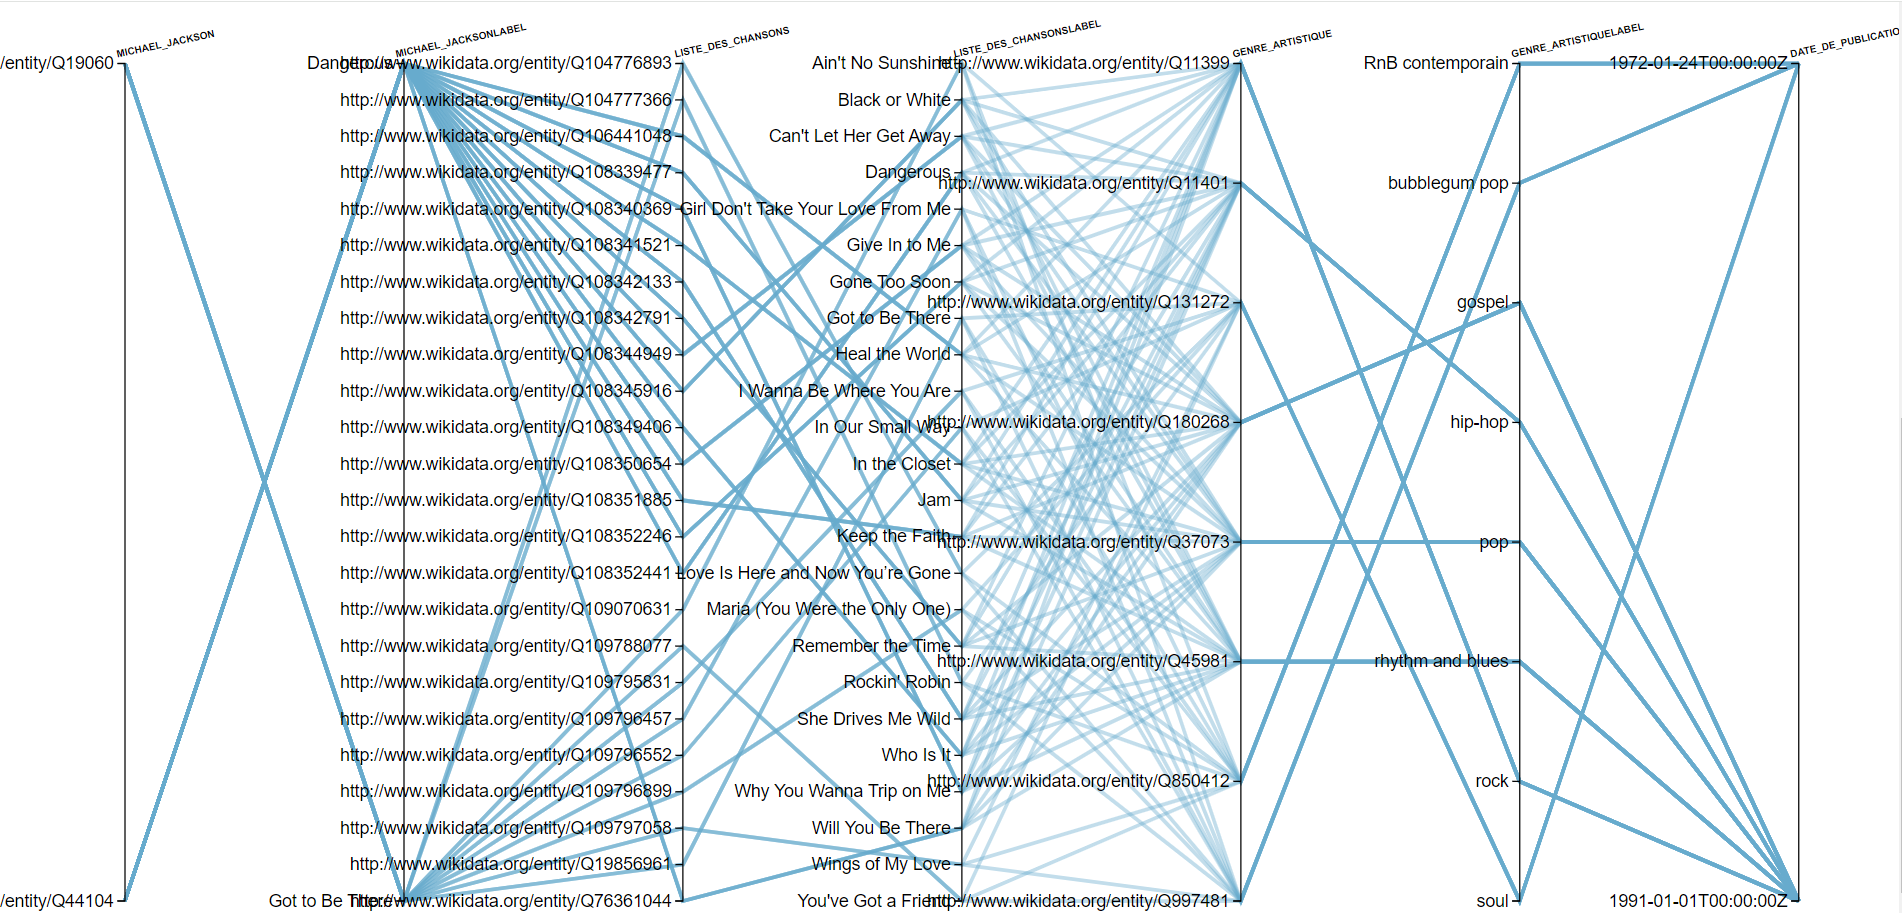 MICHAEL_JACKSON
/entity/Q19060
/entity/Q44104
MICHAEL_JACKSONLABEL
Dangerous
Got to Be There
LISTE_DES_CHANSONS
http://www.wikidata.org/entity/Q104776893
http://www.wikidata.org/entity/Q104777366
http://www.wikidata.org/entity/Q106441048
http://www.wikidata.org/entity/Q108339477
http://www.wikidata.org/entity/Q108340369
http://www.wikidata.org/entity/Q108341521
http://www.wikidata.org/entity/Q108342133
http://www.wikidata.org/entity/Q108342791
http://www.wikidata.org/entity/Q108344949
http://www.wikidata.org/entity/Q108345916
http://www.wikidata.org/entity/Q108349406
http://www.wikidata.org/entity/Q108350654
http://www.wikidata.org/entity/Q108351885
http://www.wikidata.org/entity/Q108352246
http://www.wikidata.org/entity/Q108352441
http://www.wikidata.org/entity/Q109070631
http://www.wikidata.org/entity/Q109788077
http://www.wikidata.org/entity/Q109795831
http://www.wikidata.org/entity/Q109796457
http://www.wikidata.org/entity/Q109796552
http://www.wikidata.org/entity/Q109796899
http://www.wikidata.org/entity/Q109797058
http://www.wikidata.org/entity/Q19856961
http://www.wikidata.org/entity/Q76361044
LISTE_DES_CHANSONSLABEL
Ain't No Sunshine
Black or White
Can't Let Her Get Away
Dangerous
Girl Don't Take Your Love From Me
Give In to Me
Gone Too Soon
Got to Be There
Heal the World
I Wanna Be Where You Are
In Our Small Way
In the Closet
Jam
Keep the Faith
Love Is Here and Now You’re Gone
Maria (You Were the Only One)
Remember the Time
Rockin' Robin
She Drives Me Wild
Who Is It
Why You Wanna Trip on Me
Will You Be There
Wings of My Love
You've Got a Friend
GENRE_ARTISTIQUE
http://www.wikidata.org/entity/Q11399
http://www.wikidata.org/entity/Q11401
http://www.wikidata.org/entity/Q131272
http://www.wikidata.org/entity/Q180268
http://www.wikidata.org/entity/Q37073
http://www.wikidata.org/entity/Q45981
http://www.wikidata.org/entity/Q850412
http://www.wikidata.org/entity/Q997481
GENRE_ARTISTIQUELABEL
RnB contemporain
bubblegum pop
gospel
hip-hop
pop
rhythm and blues
rock
soul
DATE_DE_PUBLICATIO
1972-01-24T00:00:00Z
1991-01-01T00:00:00Z